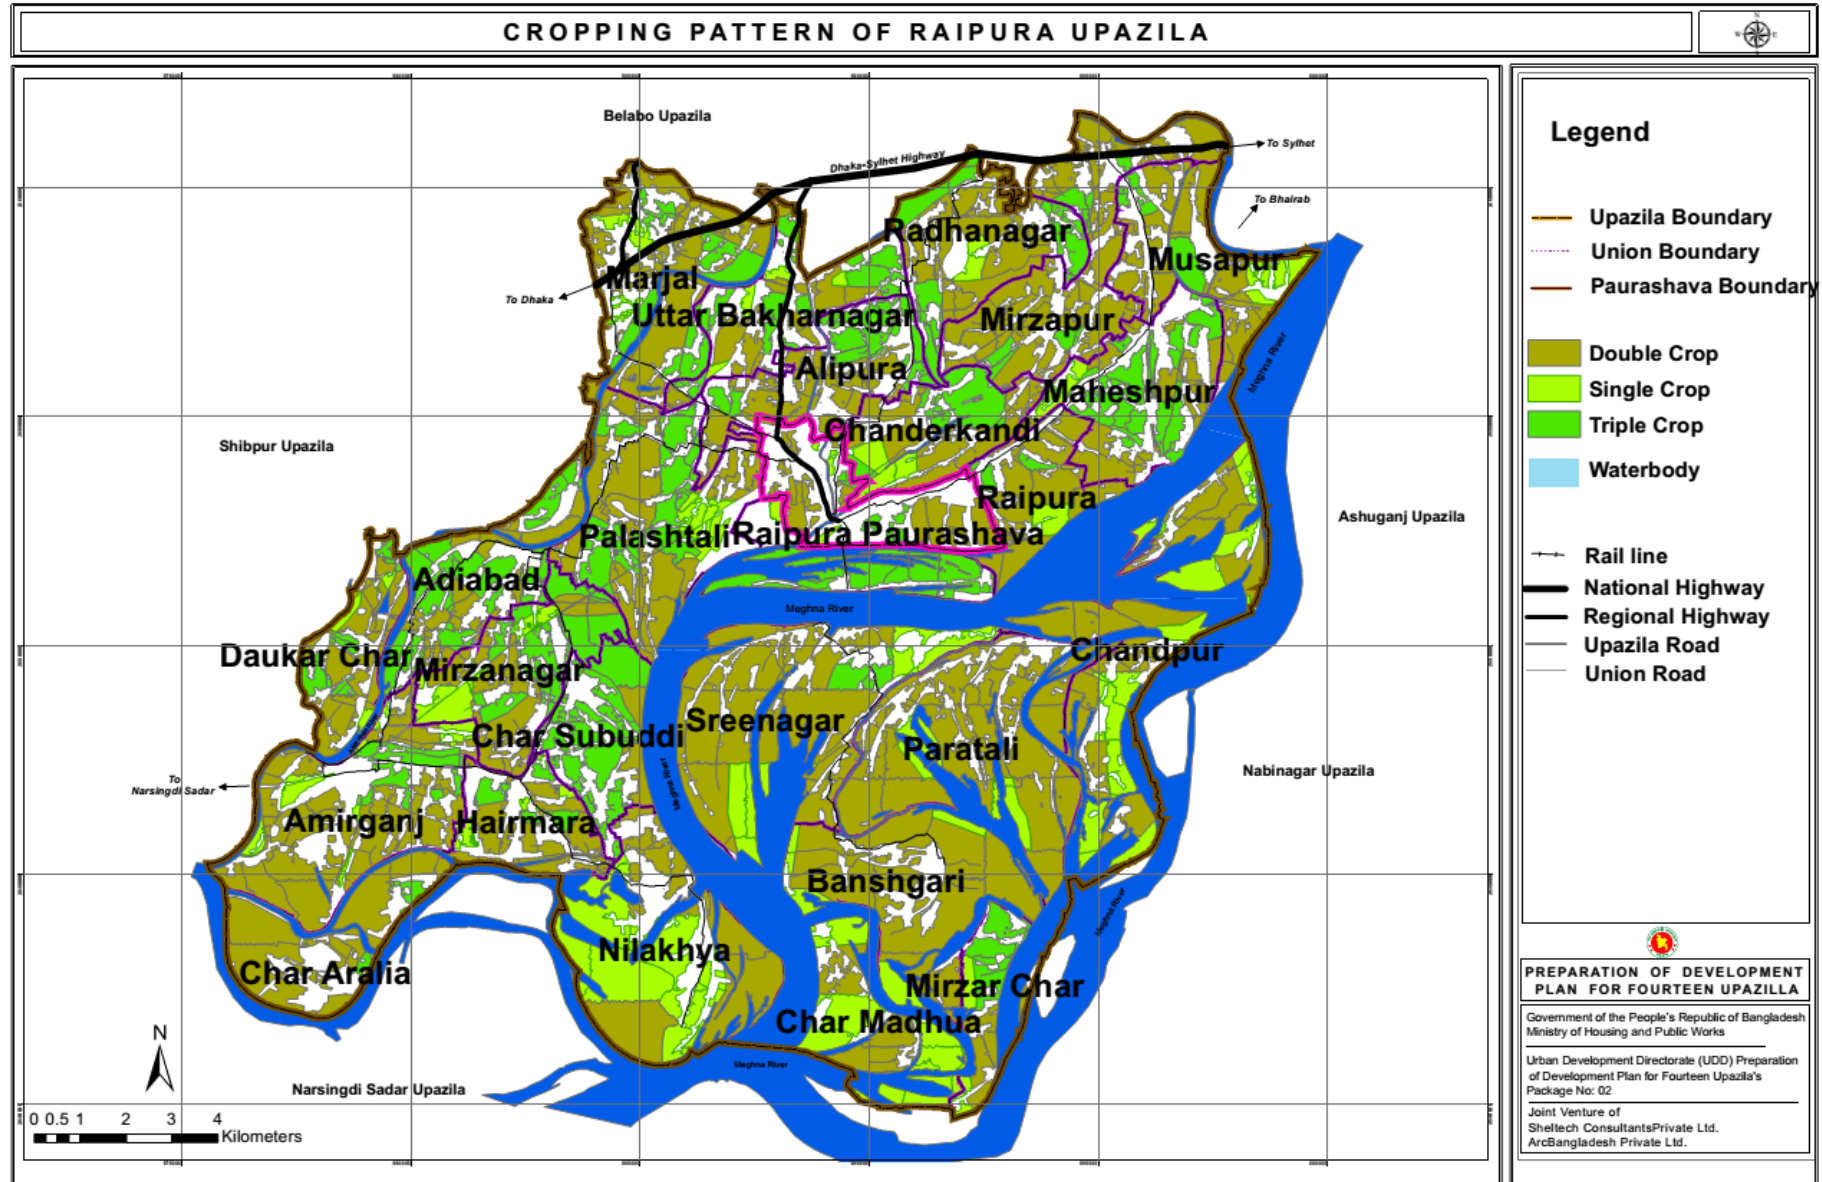 CROPPING PATTERN OF RAIPURA UPAZILA
N
W E
Belabo Upazila
Dhaka-Sylhet Highway
To Sylhet
To Bhairab
Radhanagar
Musapur
Marjal
To Dhaka
Uttar Bakharnagar
Mirzapur
Meghna River
Alipura
Maheshpur
Chanderkandi
Shibpur Upazila
Raipura
Ashuganj Upazila
Palashtali
Raipura Paurashava
Adiabad
Meghna River
Daukar Char
Mirzanagar
Chandpur
Sreenagar
Char Subuddi
Paratali
Meghna River
Nabinagar Upazila
To
Narsingdi Sadar
Amirganj
Hairmara
Banshgari
Meghna River
Nilakhya
Char Aralia
Mirzar Char
Char Madhua
N
Meghna River
Narsingdi Sadar Upazila
0 0.5 1 2 3 4
Kilometers
Legend
Upazila Boundary
Union Boundary
Paurashava Boundary
Double Crop
Single Crop
Triple Crop
Waterbody
Rail line
National Highway
Regional Highway
Upazila Road
Union Road
PREPARATION OF DEVELOPMENT
PLAN FOR FOURTEEN UPAZILLA
Government of the People's Republic of Bangladesh
Ministry of Housing and Public Works
Urban Development Directorate (UDD) Preparation
of Development Plan for Fourteen Upazila's
Package No: 02
Joint Venture of
Sheltech ConsultantsPrivate Ltd.
ArcBangladesh Private Ltd.